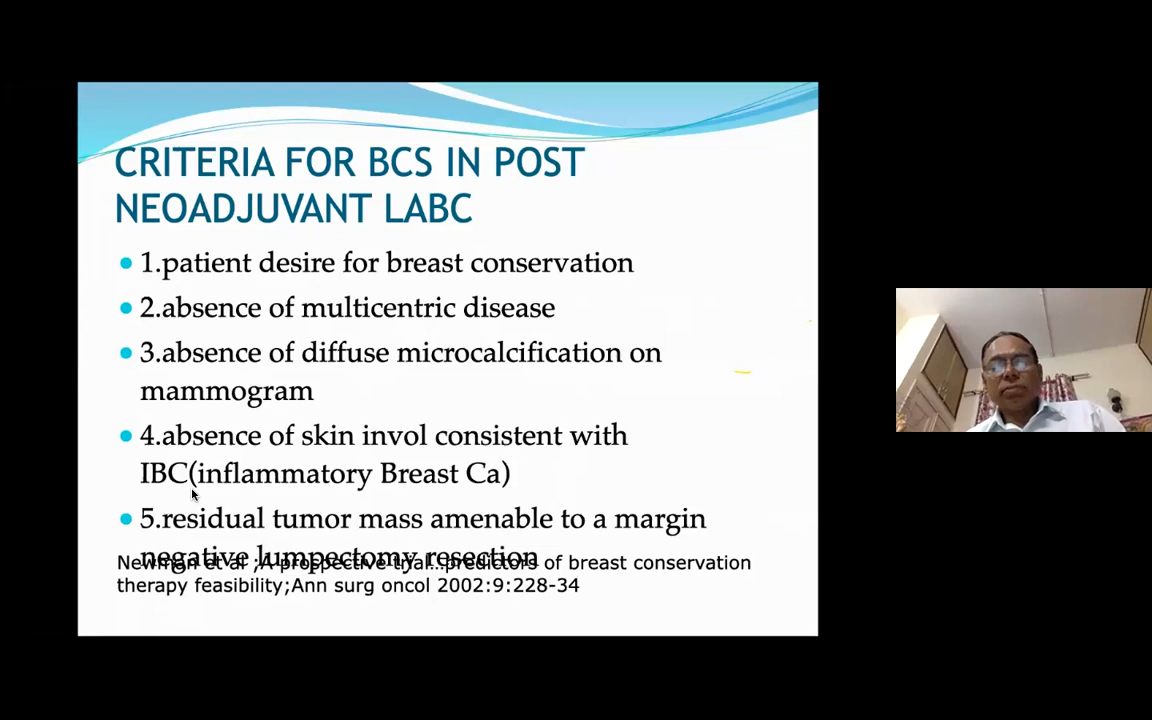 CRITERIA FOR BCS IN POST
NEOADJUVANT LABC
1.patient desire for breast conservation
2.absence of multicentric disease
3.absence of diffuse microcalcification on
mammogram
4.absence of skin invol consistent with
IBC(inflammatory Breast Ca)
5.residual tumor mass amenable to a margin
negative lumpectomy resection
Newman et al ;A prospective trial..predictors of breast conservation
therapy feasibility;Ann surg oncol 2002:9:228-34